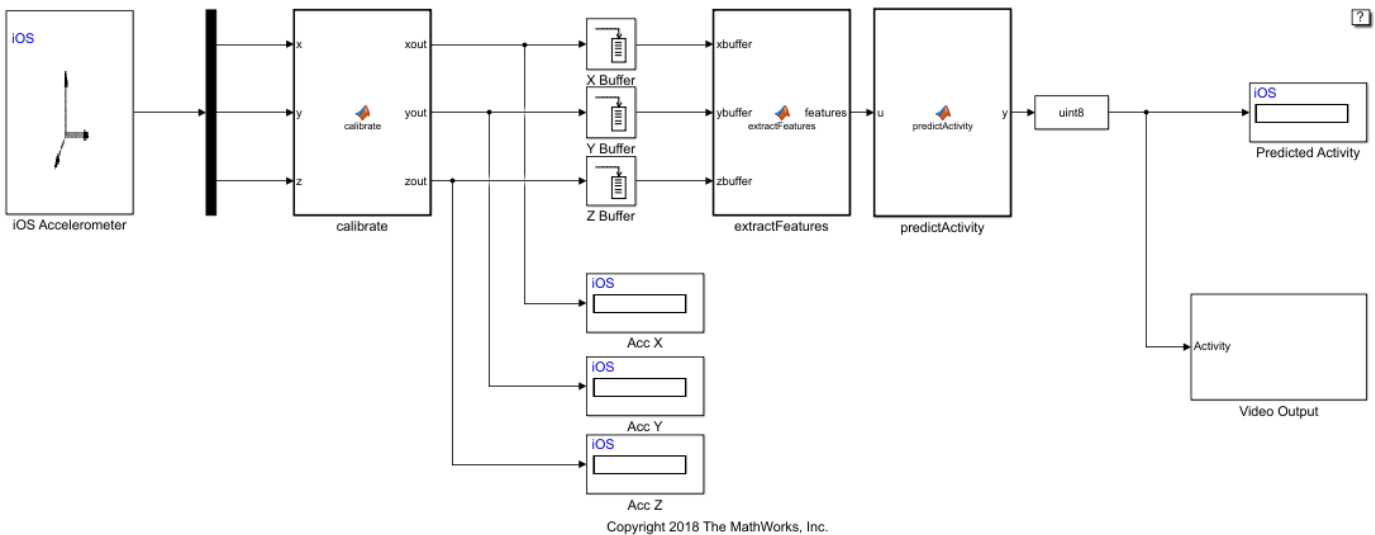 ?
iOS
iOS Accelerometer
x
y
z
calibrate
xout
yout
zout
calibrate
X Buffer
Y Buffer
Z Buffer
xbuffer
ybuffer
zbuffer
extractFeatures
features
extractFeatures
u
predictActivity
y
predictActivity
uint8
iOS
Predicted Activity
Activity
Video Output
iOS
Acc X
iOS
Acc Y
iOS
Acc Z
Copyright 2018 The MathWorks, Inc.